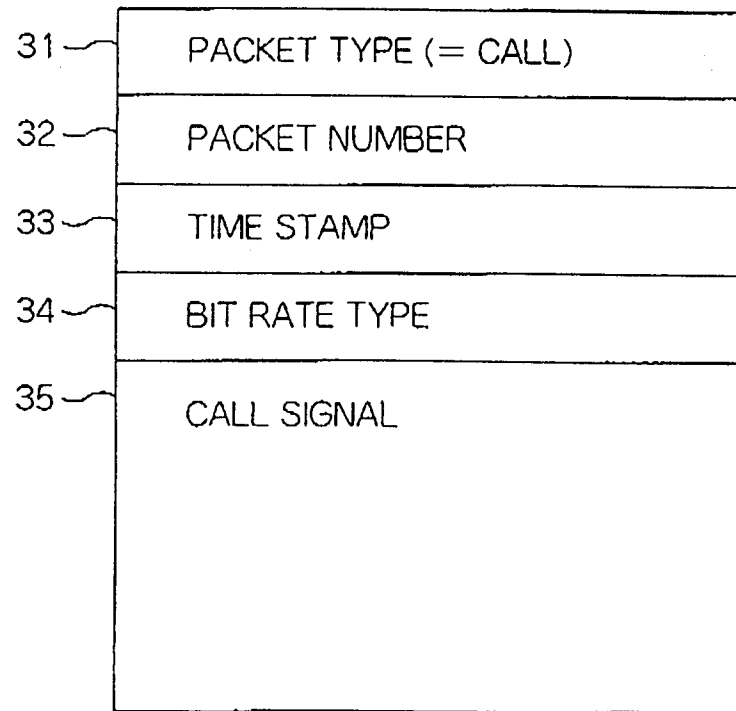 31 PACKET TYPE (= CALL)
32 PACKET NUMBER
33 TIME STAMP
34 BIT RATE TYPE
35 CALL SIGNAL